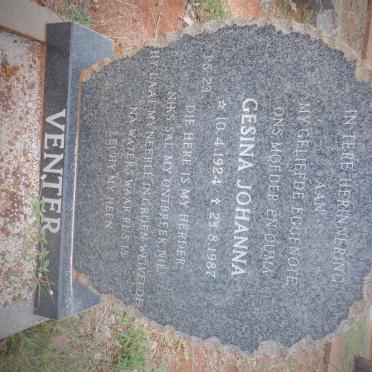 IN TERE HERINNERING
AAN
MY GELIEFDE EGGENOTE
ONS MOEDER EN OUMA
GESINA JOHANNA
☆ 10.4.1924 ☆ 23.8.1987
PS 23
DIE HERE IS MY HERDER,
NIKS SAL MY ONTBREEK NIE.
HY LAAT MY NEERLÊ IN GROEN WEIVELDE
NA WATERS WAAR RUS IS
LEI HY MY HEEN
VENTER